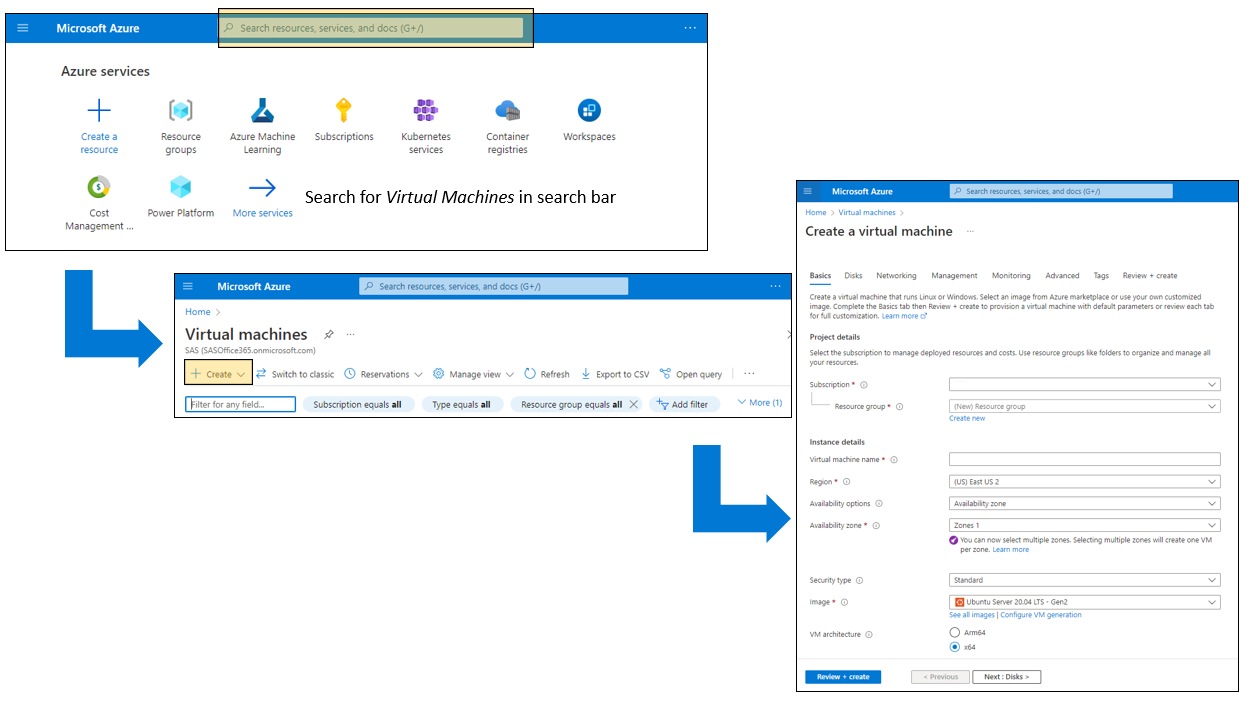 Microsoft Azure
Search resources, services, and docs (G+/)
...
Azure services
Create a
resource
Resource
groups
Azure Machine
Learning
Subscriptions
Kubernetes
services
Container
registries
Workspaces
Cost
Management ...
Power Platform
More services
Search for Virtual Machines in search bar
Microsoft Azure
Search resources, services, and docs (G+/)
...
Home >
Virtual machines
...
SAS (SASOffice365.onmicrosoft.com)
+ Create
Switch to classic
Reservations
Manage view
Refresh
Export to CSV
Open query
...
Filter for any field...
Subscription equals all
Type equals all
Resource group equals all
Add filter
More (1)
Microsoft Azure
Search resources, services, and docs (G+/)
Home > Virtual machines >
Create a virtual machine
...
Basics Disks Networking Management Monitoring Advanced Tags Review + create
Create a virtual machine that runs Linux or Windows. Select an image from Azure marketplace or use your own customized
image. Complete the Basics tab then Review + create to provision a virtual machine with default parameters or review each tab
for full customization. Learn more
Project details
Select the subscription to manage deployed resources and costs. Use resource groups like folders to organize and manage all
your resources.
Subscription *
Resource group *
(New) Resource group
Create new
Instance details
Virtual machine name *
Region *
(US) East US 2
Availability options
Availability zone
Availability zone *
Zones 1
You can now select multiple zones. Selecting multiple zones will create one VM
per zone. Learn more
Security type
Standard
Image *
Ubuntu Server 20.04 LTS - Gen2
See all images | Configure VM generation
VM architecture
Arm64
x64
Review + create
< Previous
Next : Disks >